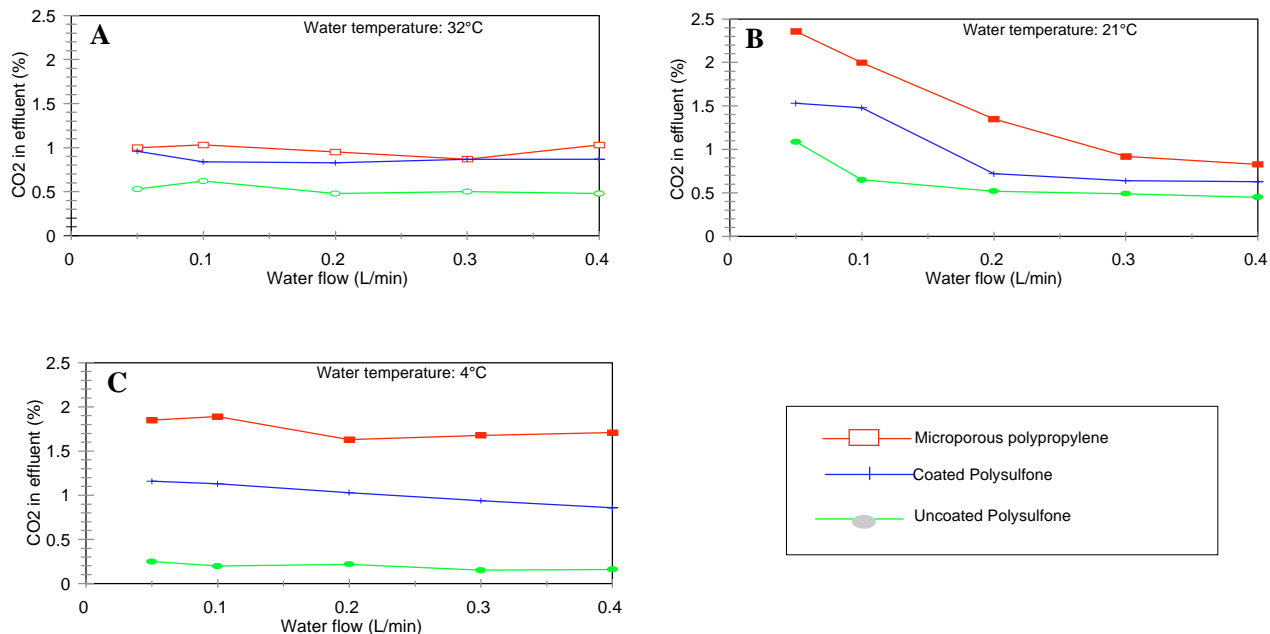 A
Water temperature: 32°C
CO2 in effluent (%)
2.5
2
1.5
1
0.5
0
0 0.1 0.2 0.3 0.4
Water flow (L/min)
B
Water temperature: 21°C
CO2 in effluent (%)
2.5
2
1.5
1
0.5
0
0 0.1 0.2 0.3 0.4
Water flow (L/min)
C
Water temperature: 4°C
CO2 in effluent (%)
2.5
2
1.5
1
0.5
0
0 0.1 0.2 0.3 0.4
Water flow (L/min)
Microporous polypropylene
Coated Polysulfone
Uncoated Polysulfone